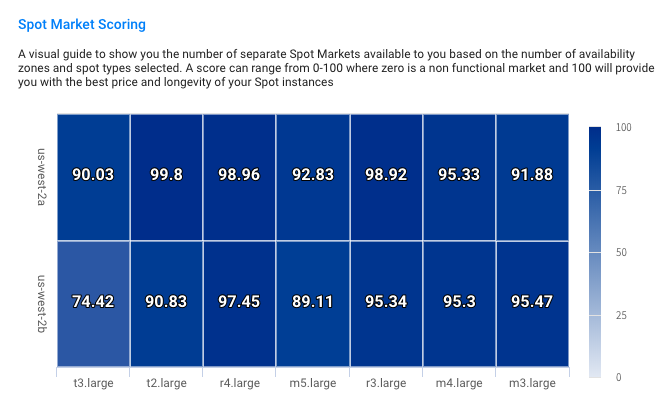 Spot Market Scoring
A visual guide to show you the number of separate Spot Markets available to you based on the number of availability
zones and spot types selected. A score can range from 0-100 where zero is a non functional market and 100 will provide
you with the best price and longevity of your Spot instances
us-west-2a
90.03 99.8 98.96 92.83 98.92 95.33 91.88
us-west-2b
74.42 90.83 97.45 89.11 95.34 95.3 95.47
t3.large t2.large r4.large m5.large r3.large m4.large m3.large
100
75
50
25
0